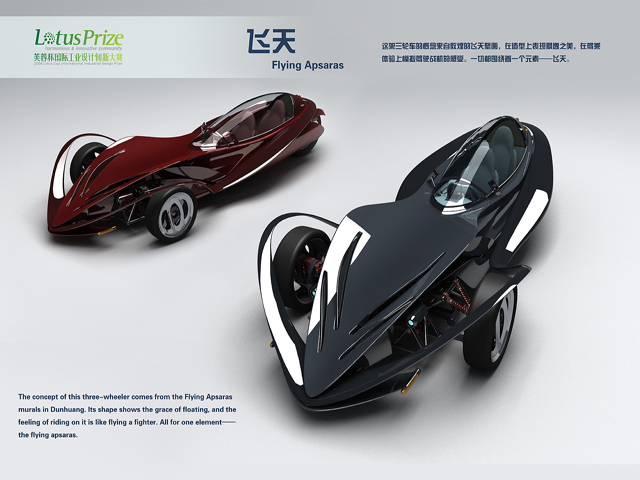 LotusPrize
harmonious & Innovative community
芙蓉杯国际工业设计创新大赛
2008 Lotus Cup International Industrial Design Prize
飞天
Flying Apsaras
这架三轮车的概念来自敦煌的飞天壁画，在造型上表现飘逸之美，在驾乘
体验上模拟驾驶战机的感觉。一切都围绕着一个元素——飞天。
The concept of this three-wheeler comes from the Flying Apsaras
murals in Dunhuang. Its shape shows the grace of floating, and the
feeling of riding on it is like flying a fighter. All for one element——
the flying apsaras.